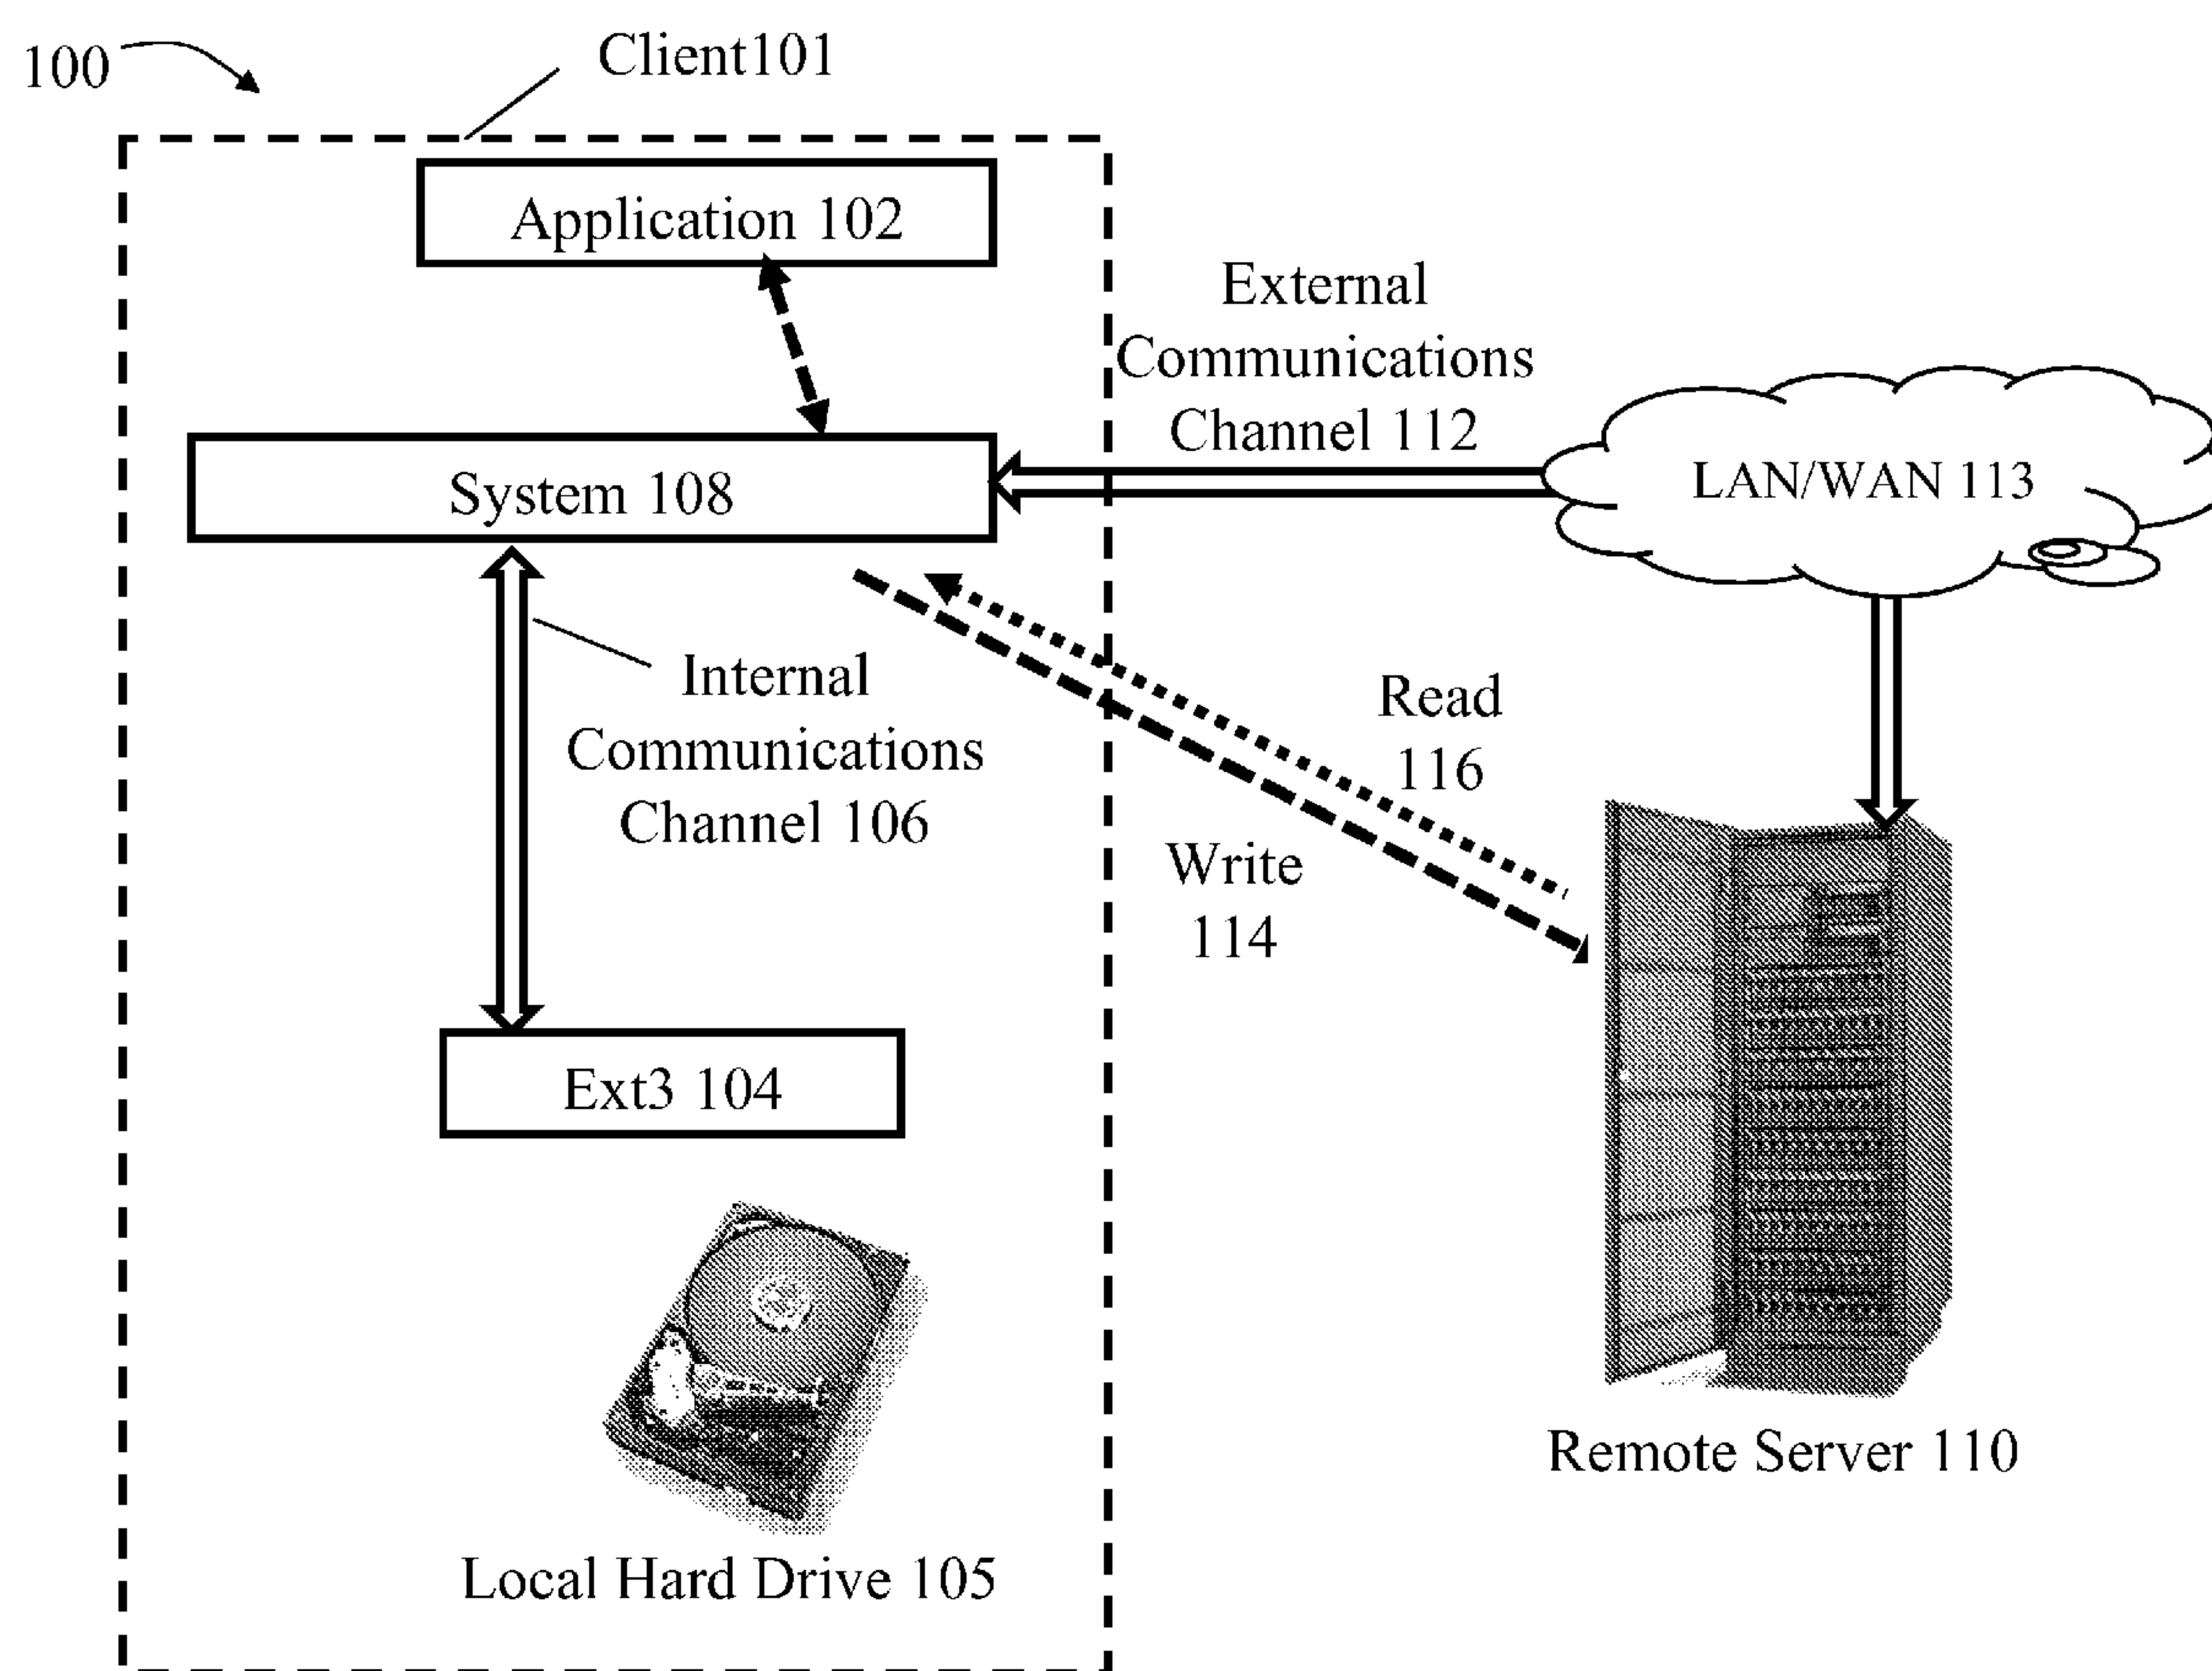 100
Client101
Application 102
External
Communications
Channel 112
System 108
LAN/WAN 113
Internal
Communications
Channel 106
Read
116
Write
114
Ext3 104
Remote Server 110
Local Hard Drive 105